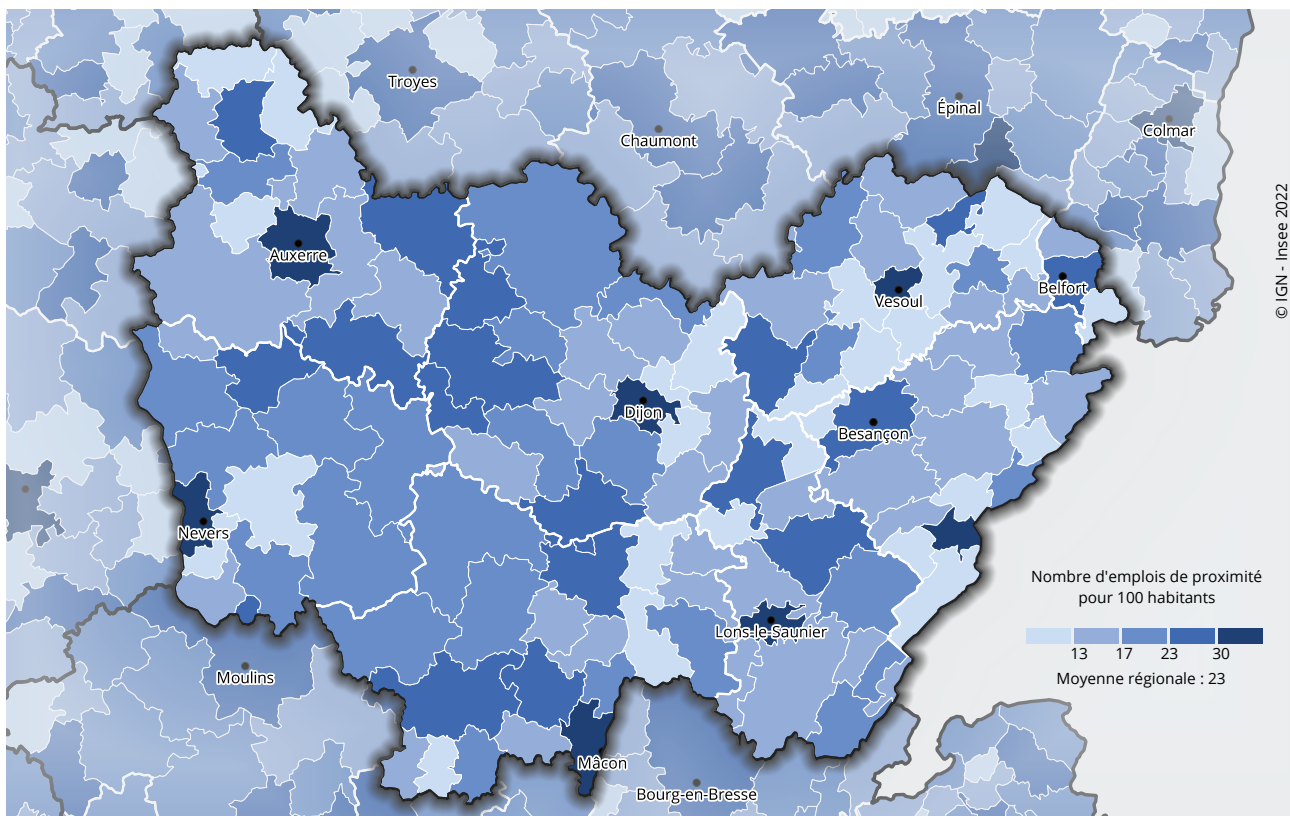 Troyes
Épinal
Colmar
Chaumont
© IGN - Insee 2022
Auxerre
Belfort
Vesoul
Dijon
Besançon
Nevers
Nombre d'emplois de proximité
pour 100 habitants
13 17 23 30
Moyenne régionale : 23
Lons-le-Saunier
Moulins
Mâcon
Bourg-en-Bresse